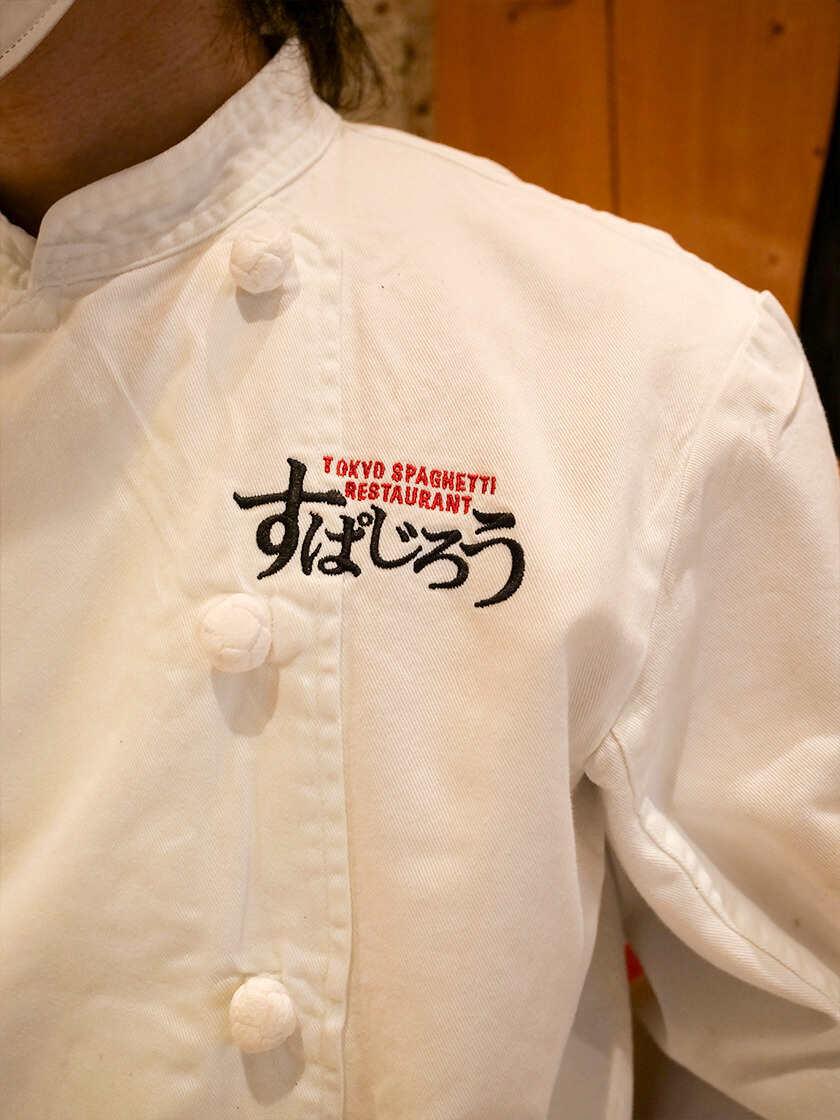 TOKYO SPAGHETTI
RESTAURANT
すぱじろう